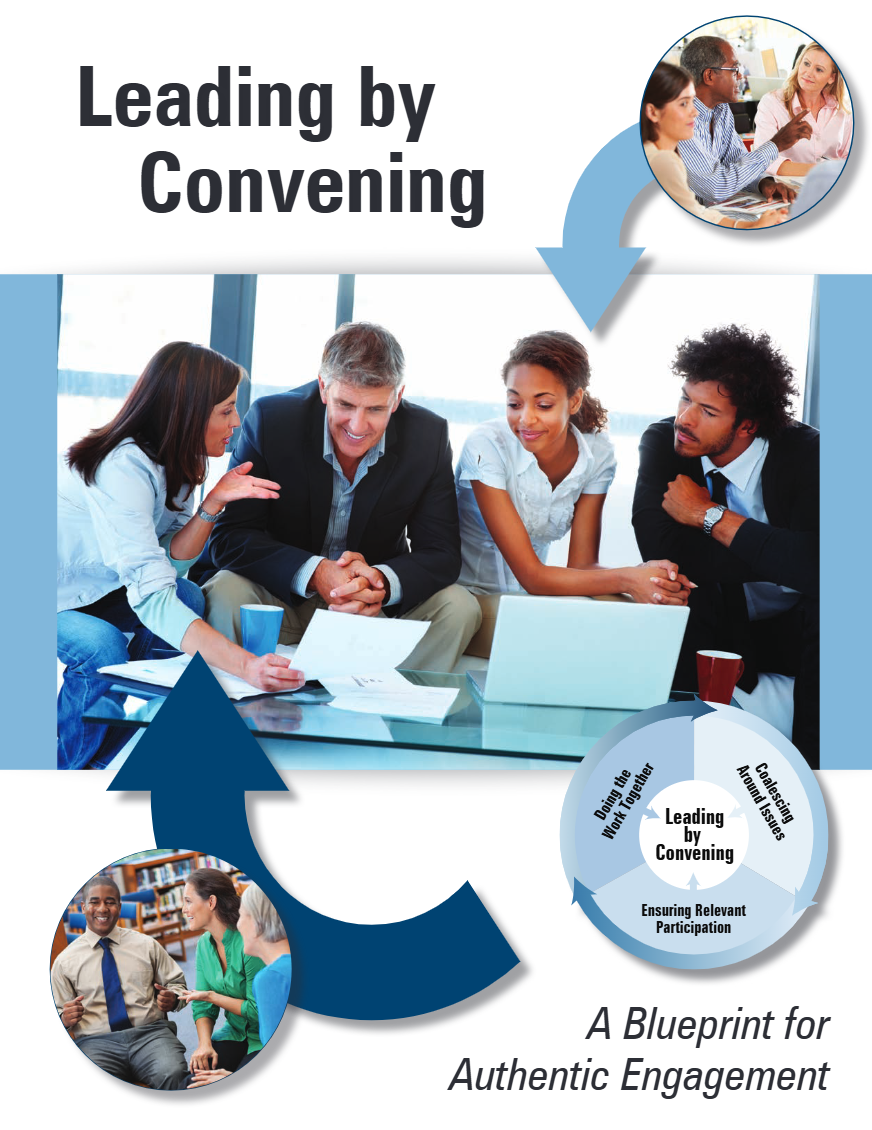 Leading by
Convening
Doing the
Work Together
Coalescing
Around Issues
Leading
by
Convening
Ensuring Relevant
Participation
A Blueprint for
Authentic Engagement